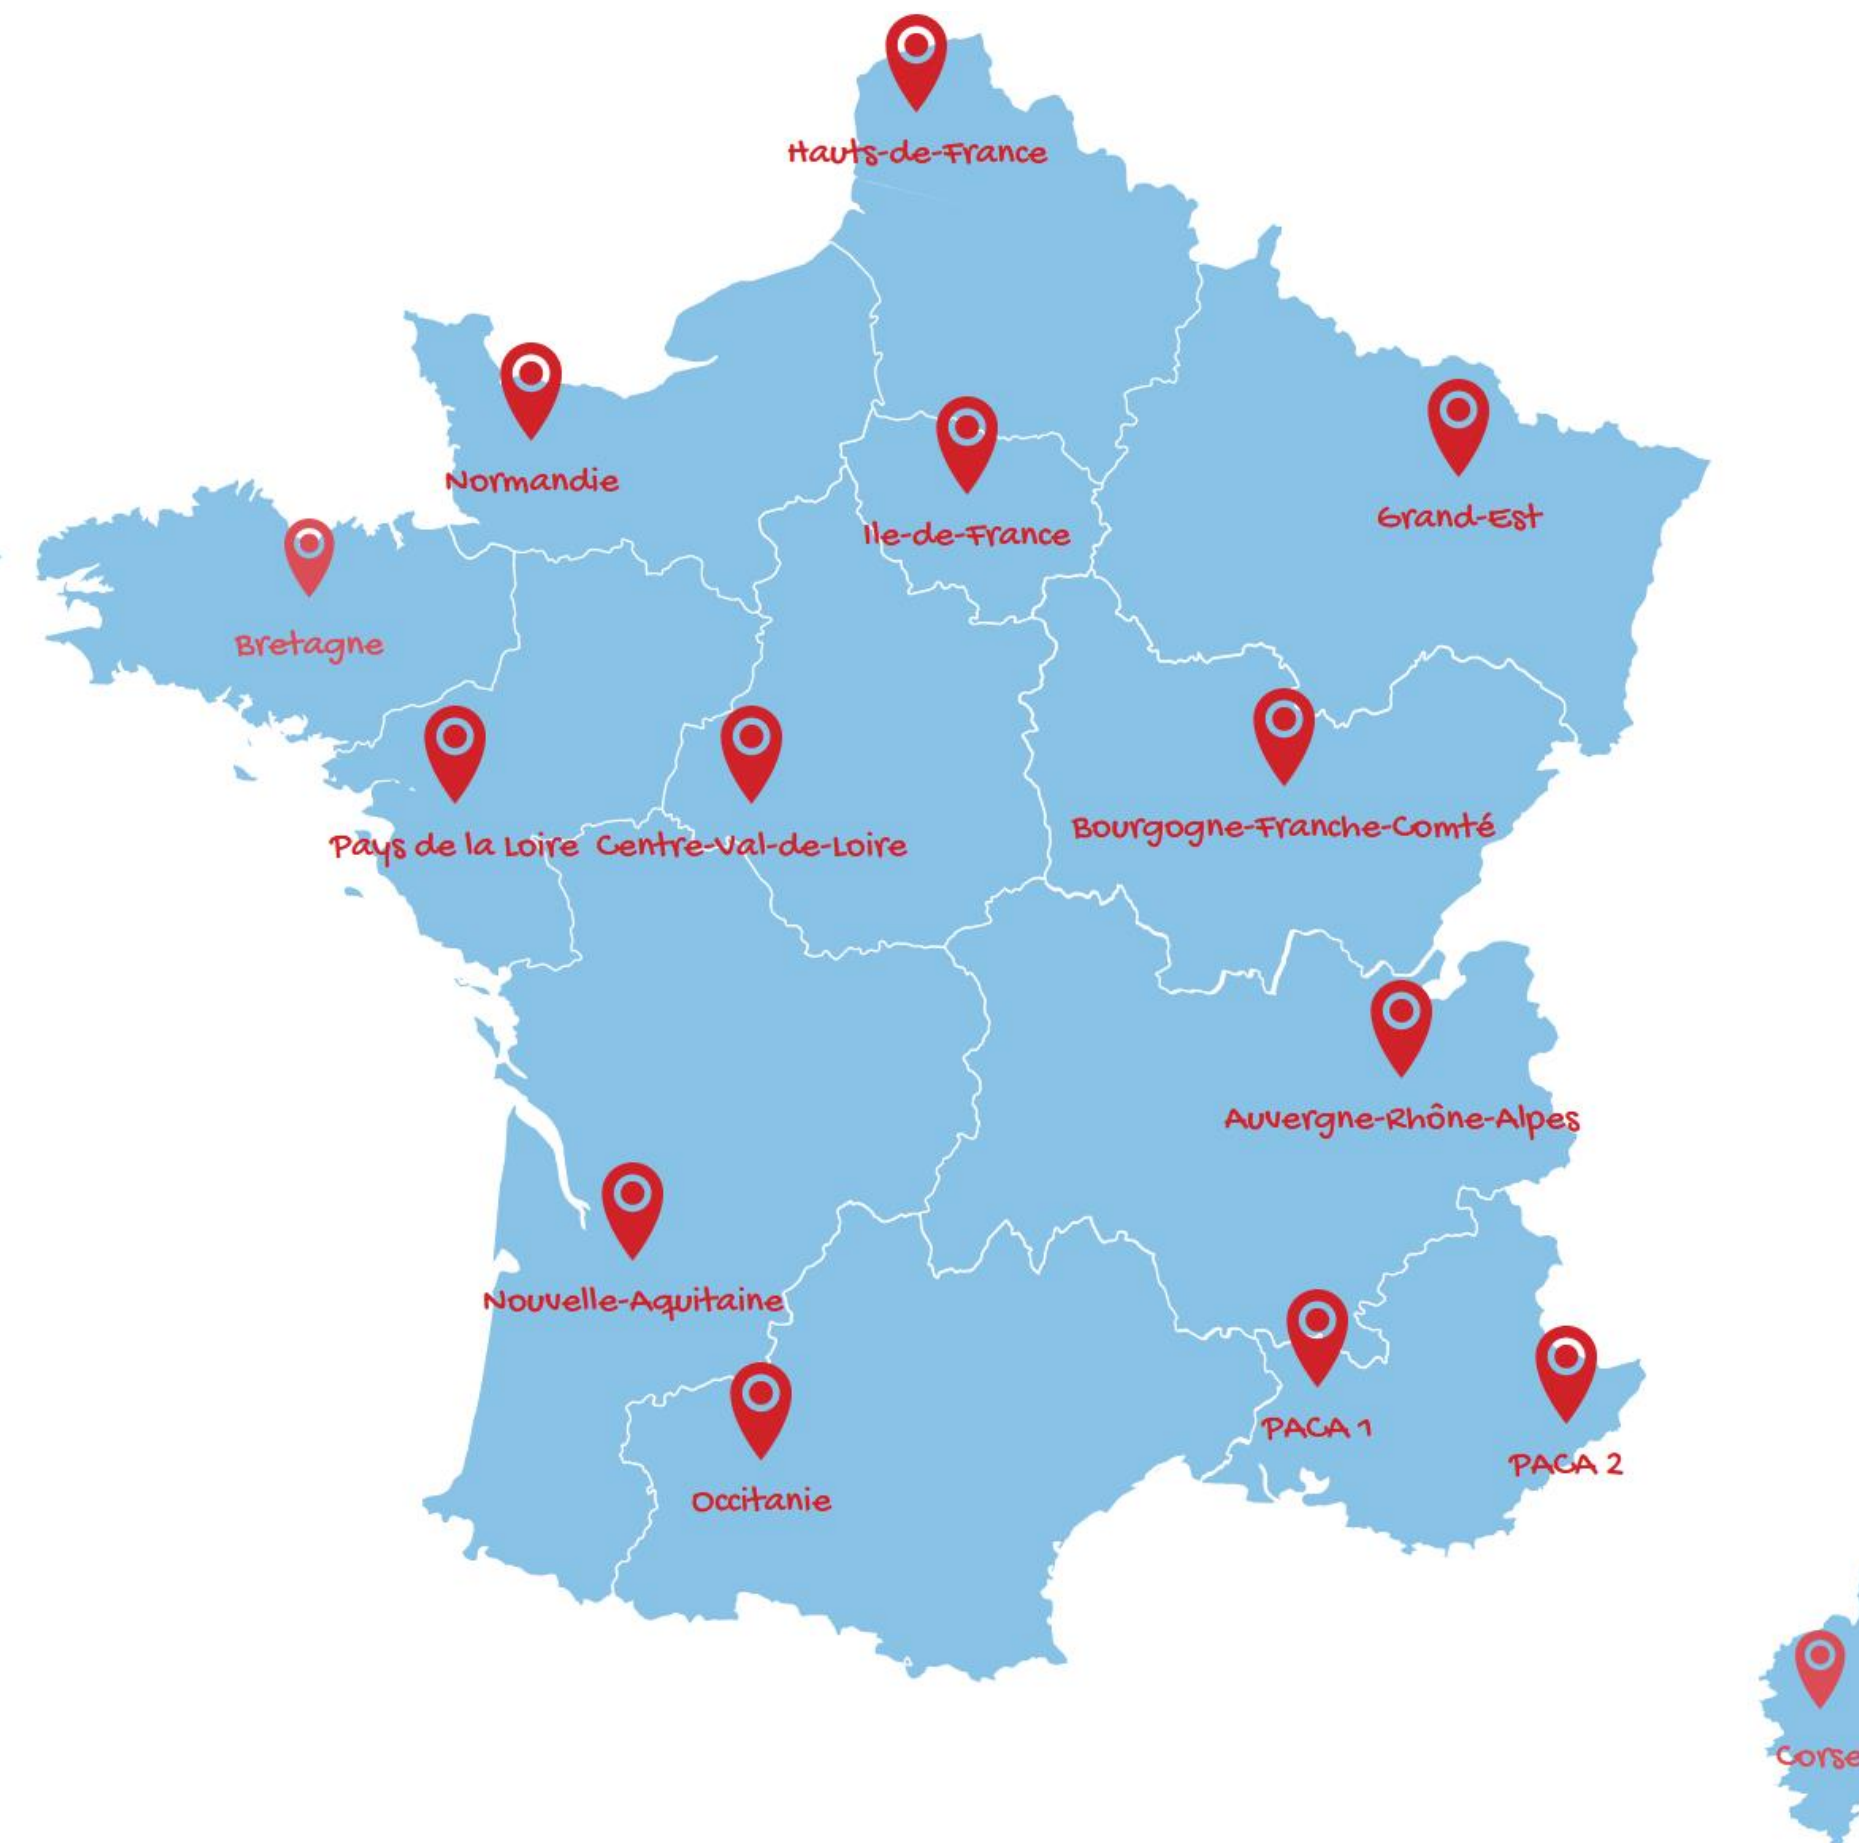 Hauts-de-France
Normandie
Grand-Est
Ile-de-France
Bretagne
Bourgogne-Franche-Comté
Pays de la Loire
Centre-Val-de-Loire
Auvergne-Rhône-Alpes
Nouvelle-Aquitaine
PACA 1
PACA 2
Occitanie
Corse